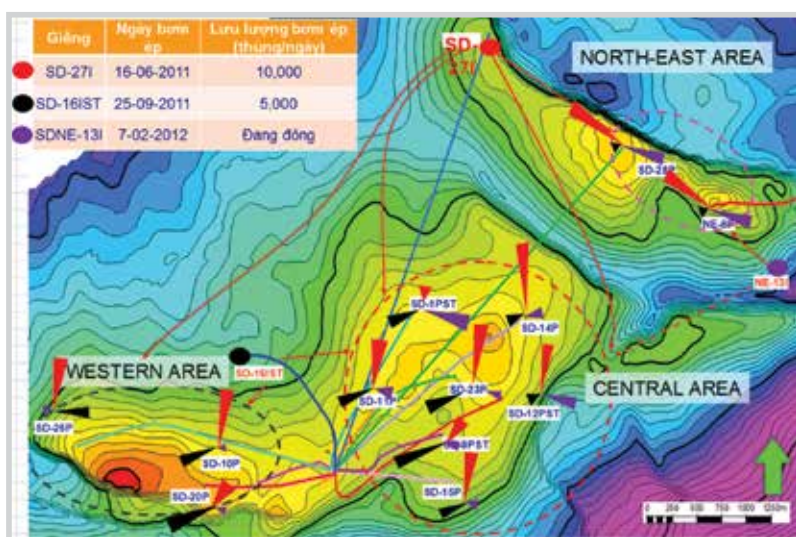 Giếng
Ngày bơm ép
Lưu lượng bơm ép (thùng/ngày)
SD-27I
16-06-2011
10,000
SD-16IST
25-09-2011
5,000
SDNE-13I
7-02-2012
Đang đóng
SD-
27I
NORTH-EAST AREA
SD-28P
NE-6P
NE-13I
SD-1PST
SD-14P
WESTERN AREA
SD-16IST
CENTRAL AREA
SD-11P
SD-23P
SD-12PST
SD-26P
SD-10P
SD-15P
SD-20P
0 250 500 750 1000 1250m